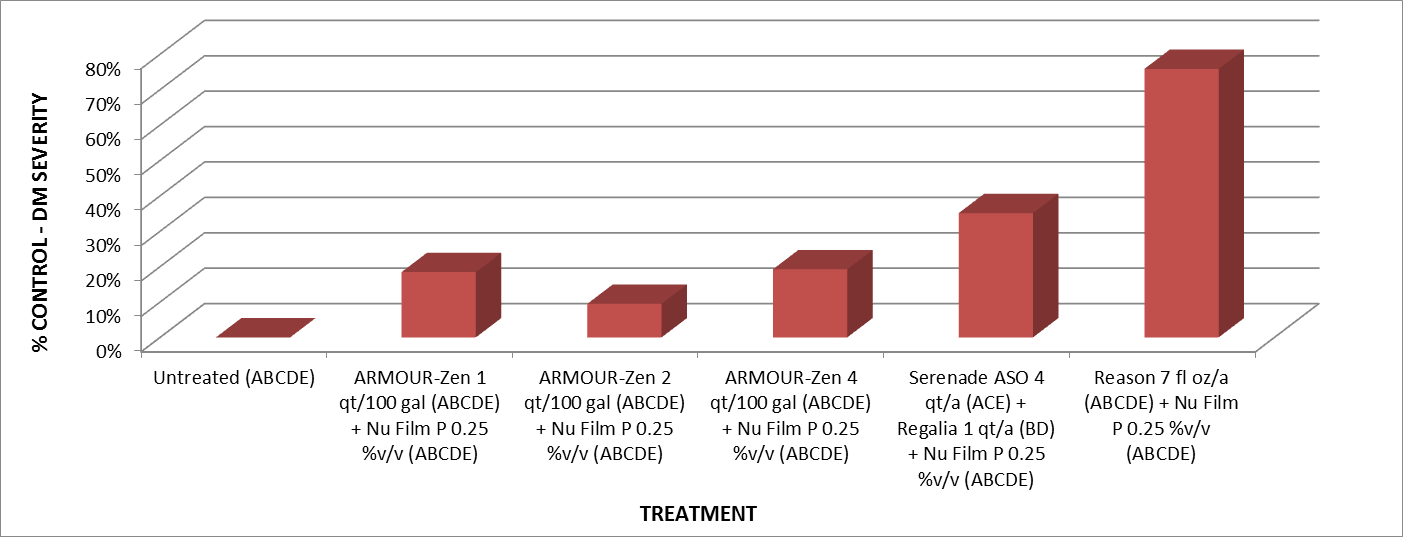 % CONTROL - DM SEVERITY
80%
70%
60%
50%
40%
30%
20%
10%
0%
Untreated (ABCDE)
ARMOUR-Zen 1
qt/100 gal (ABCDE)
+ Nu Film P 0.25
%v/v (ABCDE)
ARMOUR-Zen 2
qt/100 gal (ABCDE)
+ Nu Film P 0.25
%v/v (ABCDE)
ARMOUR-Zen 4
qt/100 gal (ABCDE)
+ Nu Film P 0.25
%v/v (ABCDE)
Serenade ASO 4
qt/a (ACE) +
Regalia 1 qt/a (BD)
+ Nu Film P 0.25
%v/v (ABCDE)
Reason 7 fl oz/a
(ABCDE) + Nu Film
P 0.25 %v/v
(ABCDE)
TREATMENT